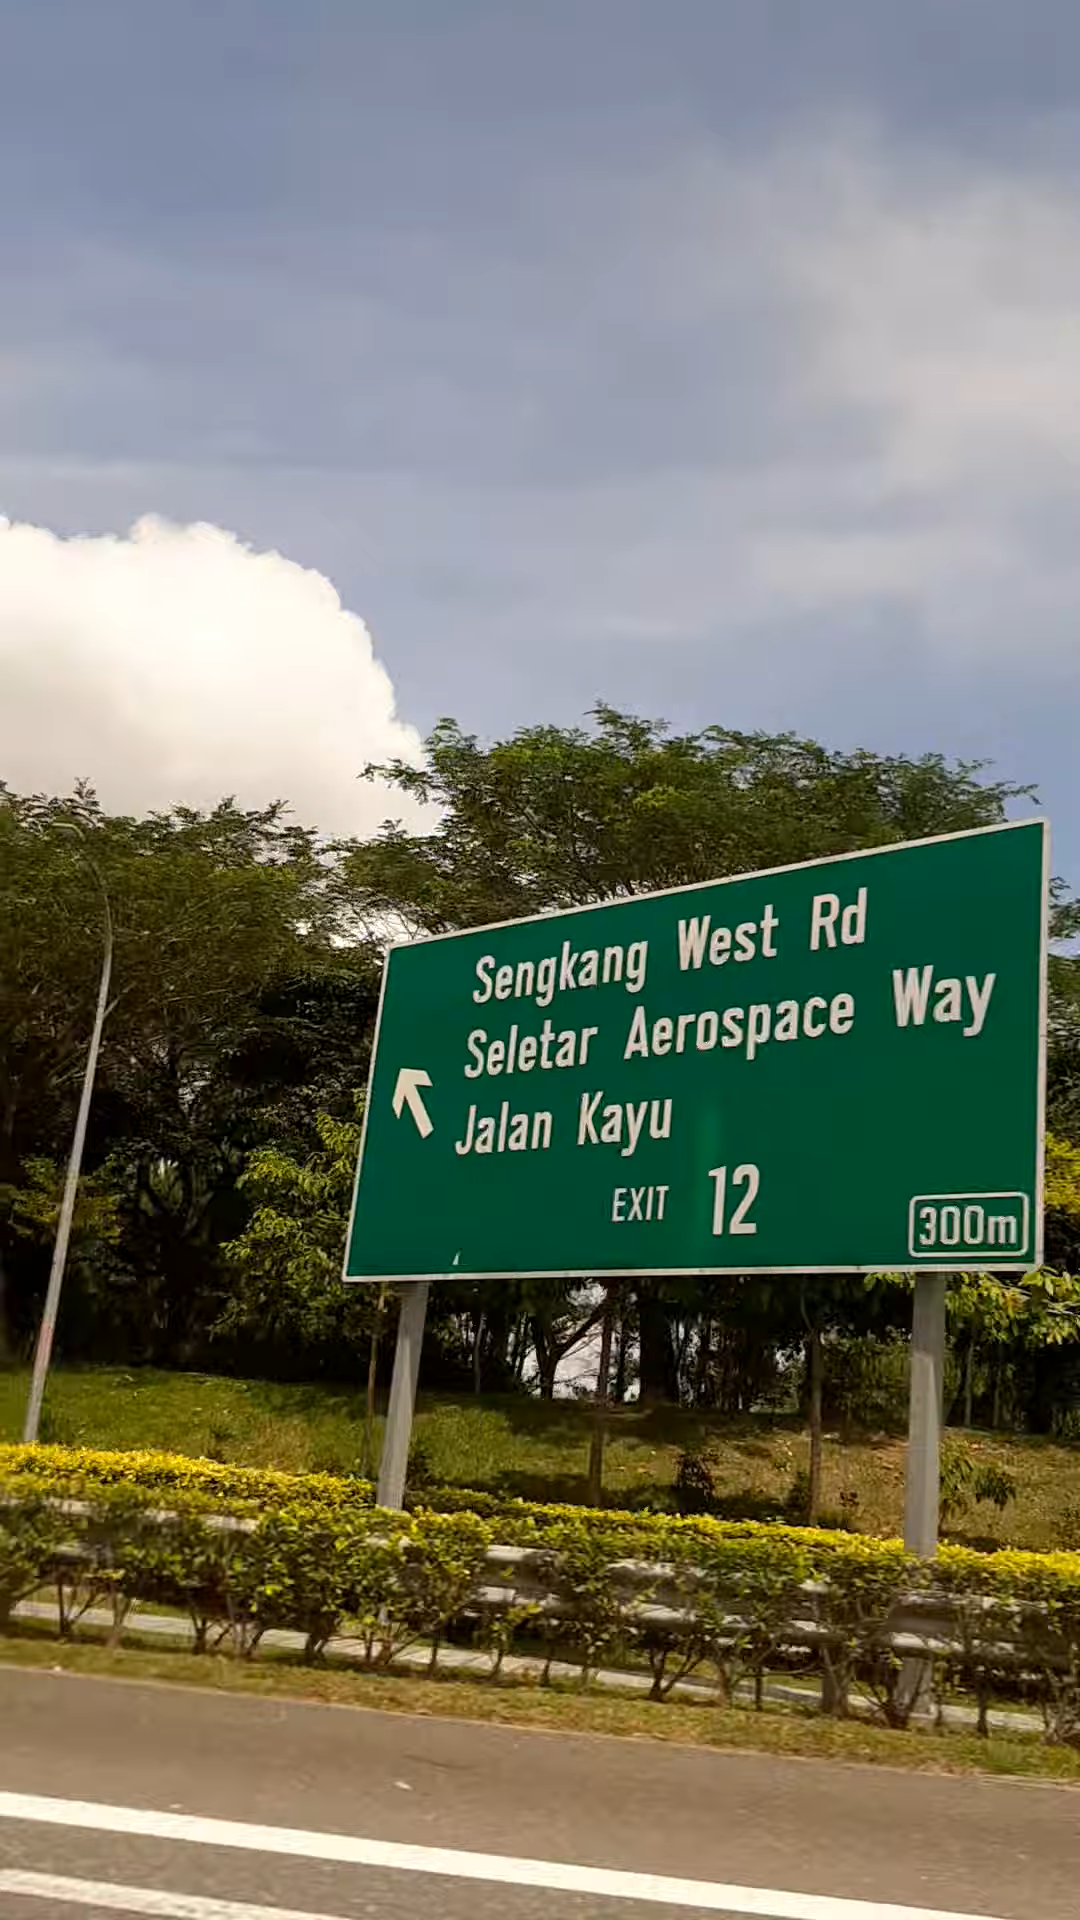 Sengkang West Rd
Seletar Aerospace Way
Jalan Kayu
EXIT 12
300m